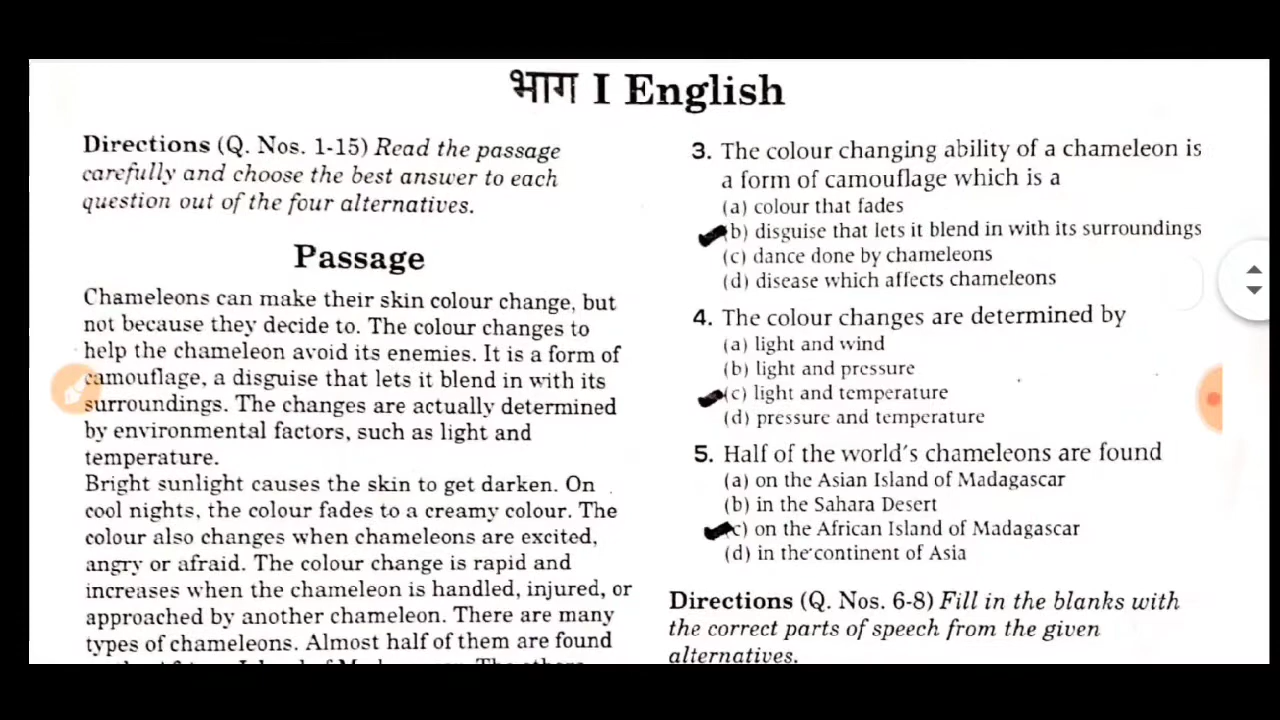 भाग I English
Directions (Q. Nos. 1-15) Read the passage
carefully and choose the best answer to each
question out of the four alternatives.
Passage
Chameleons can make their skin colour change, but
not because they decide to. The colour changes to
help the chameleon avoid its enemies. It is a form of
camouflage, a disguise that lets it blend in with its
surroundings. The changes are actually determined
by environmental factors, such as light and
temperature.
Bright sunlight causes the skin to get darken. On
cool nights, the colour fades to a creamy colour. The
colour also changes when chameleons are excited,
angry or afraid. The colour change is rapid and
increases when the chameleon is handled, injured, or
approached by another chameleon. There are many
types of chameleons. Almost half of them are found
3. The colour changing ability of a chameleon is
a form of camouflage which is a
(a) colour that fades
b) disguise that lets it blend in with its surroundings
(c) dance done by chameleons
(d) disease which affects chameleons
4. The colour changes are determined by
(a) light and wind
(b) light and pressure
(c) light and temperature
(d) pressure and temperature
5. Half of the world's chameleons are found
(a) on the Asian Island of Madagascar
(b) in the Sahara Desert
c) on the African Island of Madagascar
(d) in the continent of Asia
Directions (Q. Nos. 6-8) Fill in the blanks with
the correct parts of speech from the given
alternatives.